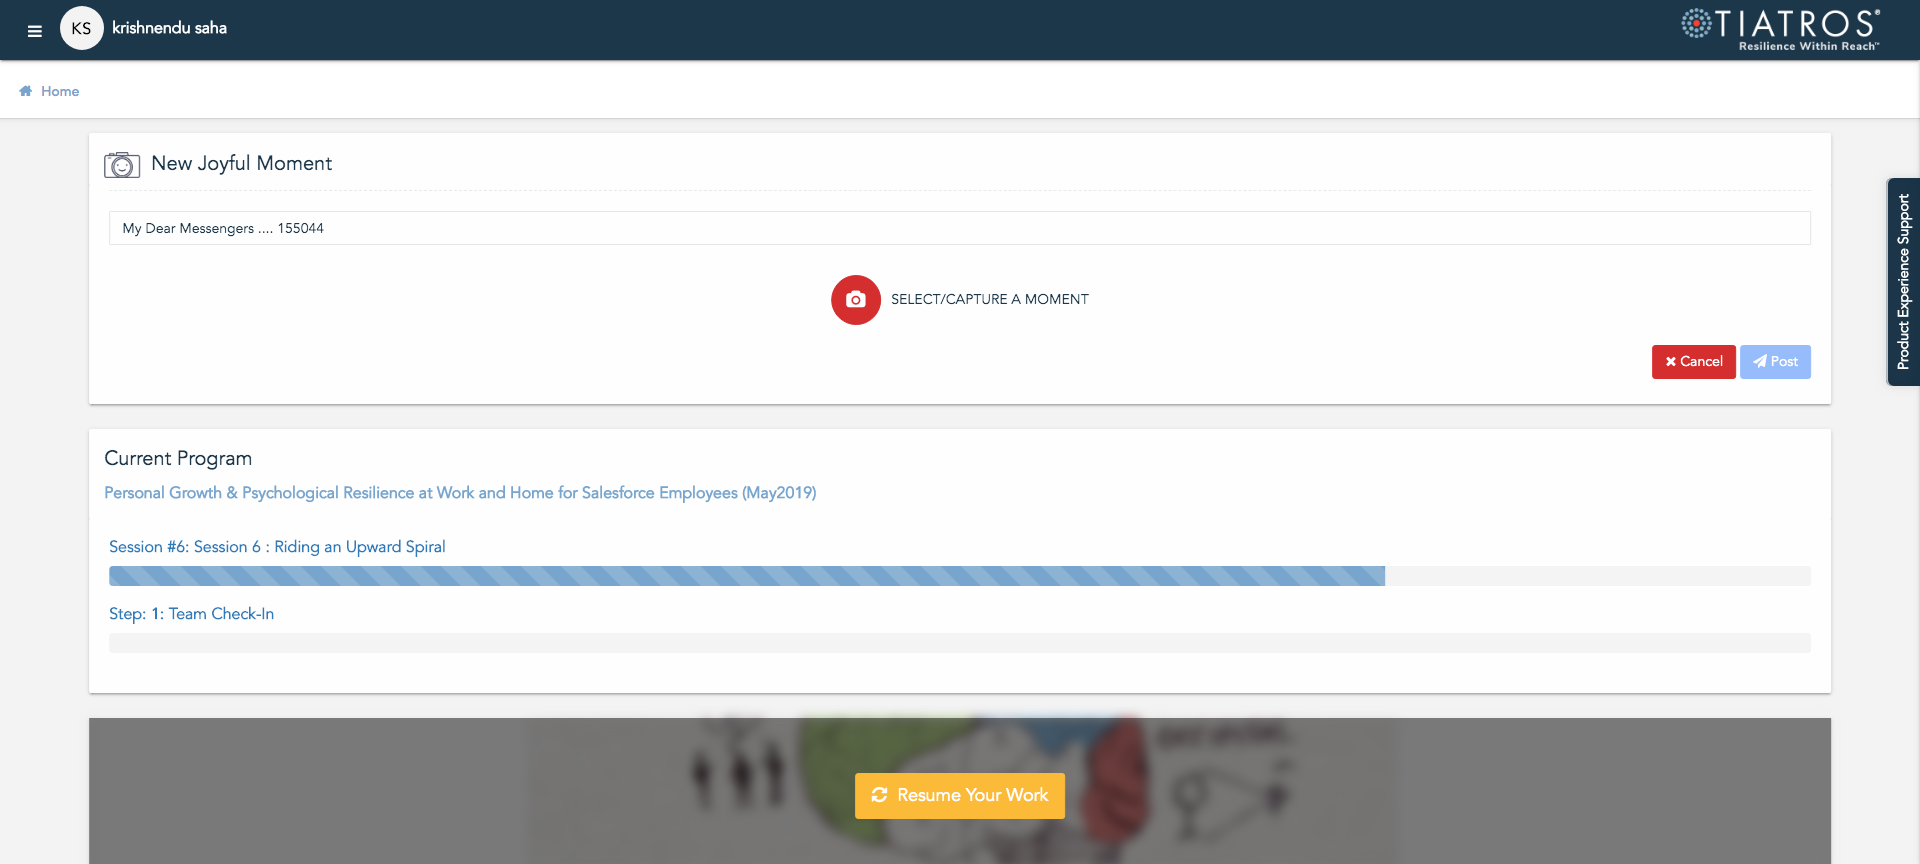 KS krishnendu saha
TIATROS®
Resilience Within Reach™
Home
New Joyful Moment
My Dear Messengers .... 155044
SELECT/CAPTURE A MOMENT
Cancel Post
Product Experience Support
Current Program
Personal Growth & Psychological Resilience at Work and Home for Salesforce Employees (May2019)
Session #6: Session 6 : Riding an Upward Spiral
Step: 1: Team Check-In
Resume Your Work